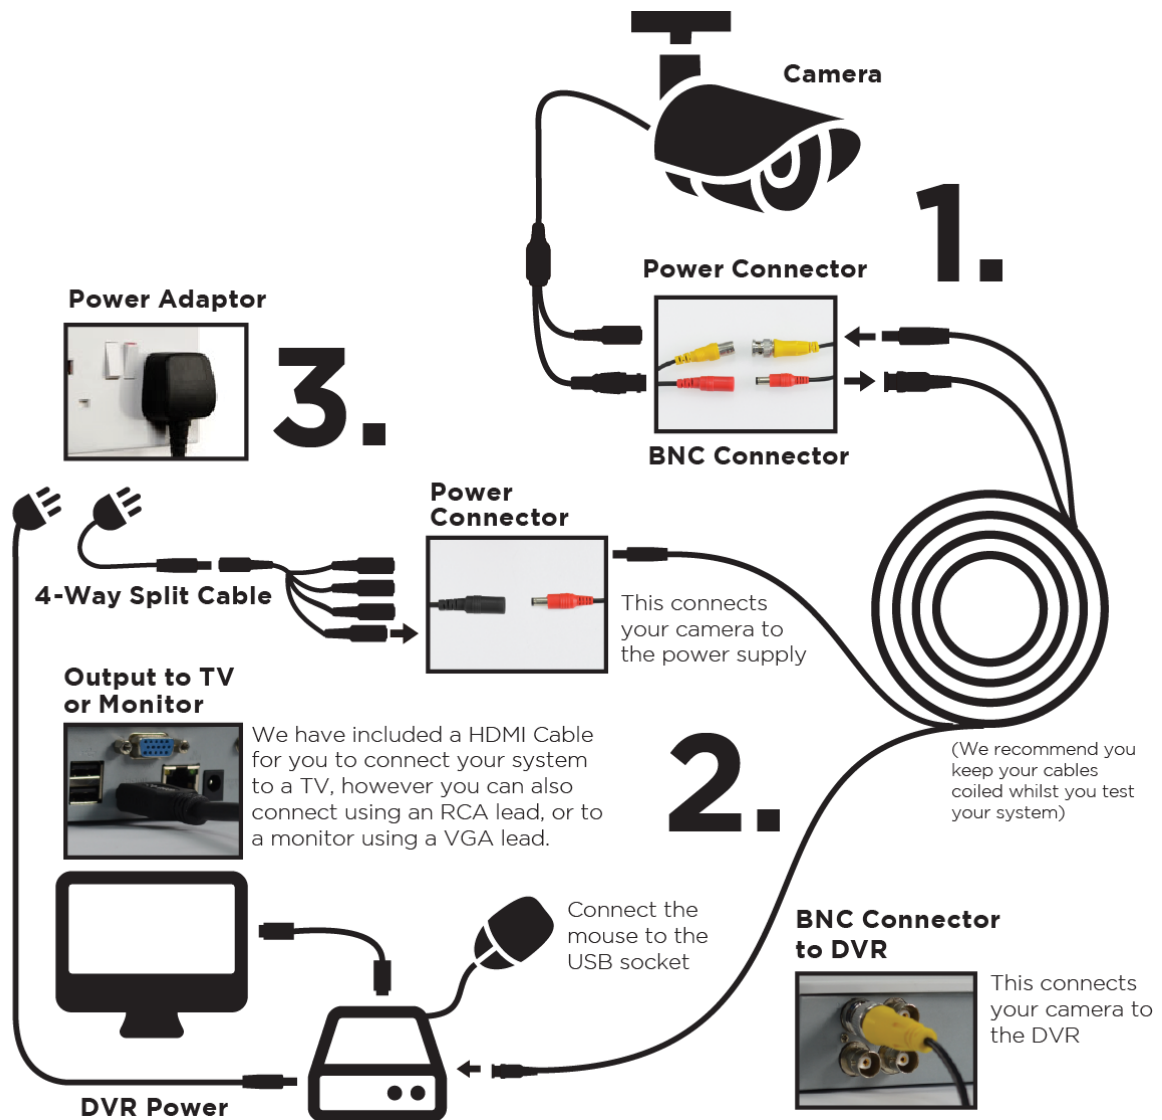 Camera
1.
Power Connector
BNC Connector
Power Adaptor
3.
Power
Connector
4-Way Split Cable
This connects
your camera to
the power supply
Output to TV
or Monitor
We have included a HDMI Cable
for you to connect your system
to a TV, however you can also
connect using an RCA lead, or to
a monitor using a VGA lead.
2.
(We recommend you
keep your cables
coiled whilst you test
your system)
Connect the
mouse to the
USB socket
BNC Connector
to DVR
This connects
your camera to
the DVR
DVR Power